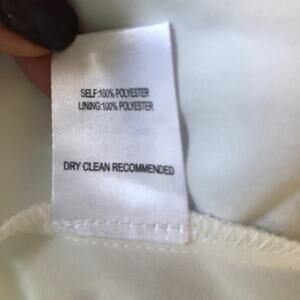 SELF:100% POLYESTER
LINING:100% POLYESTER
DRY CLEAN RECOMMENDED